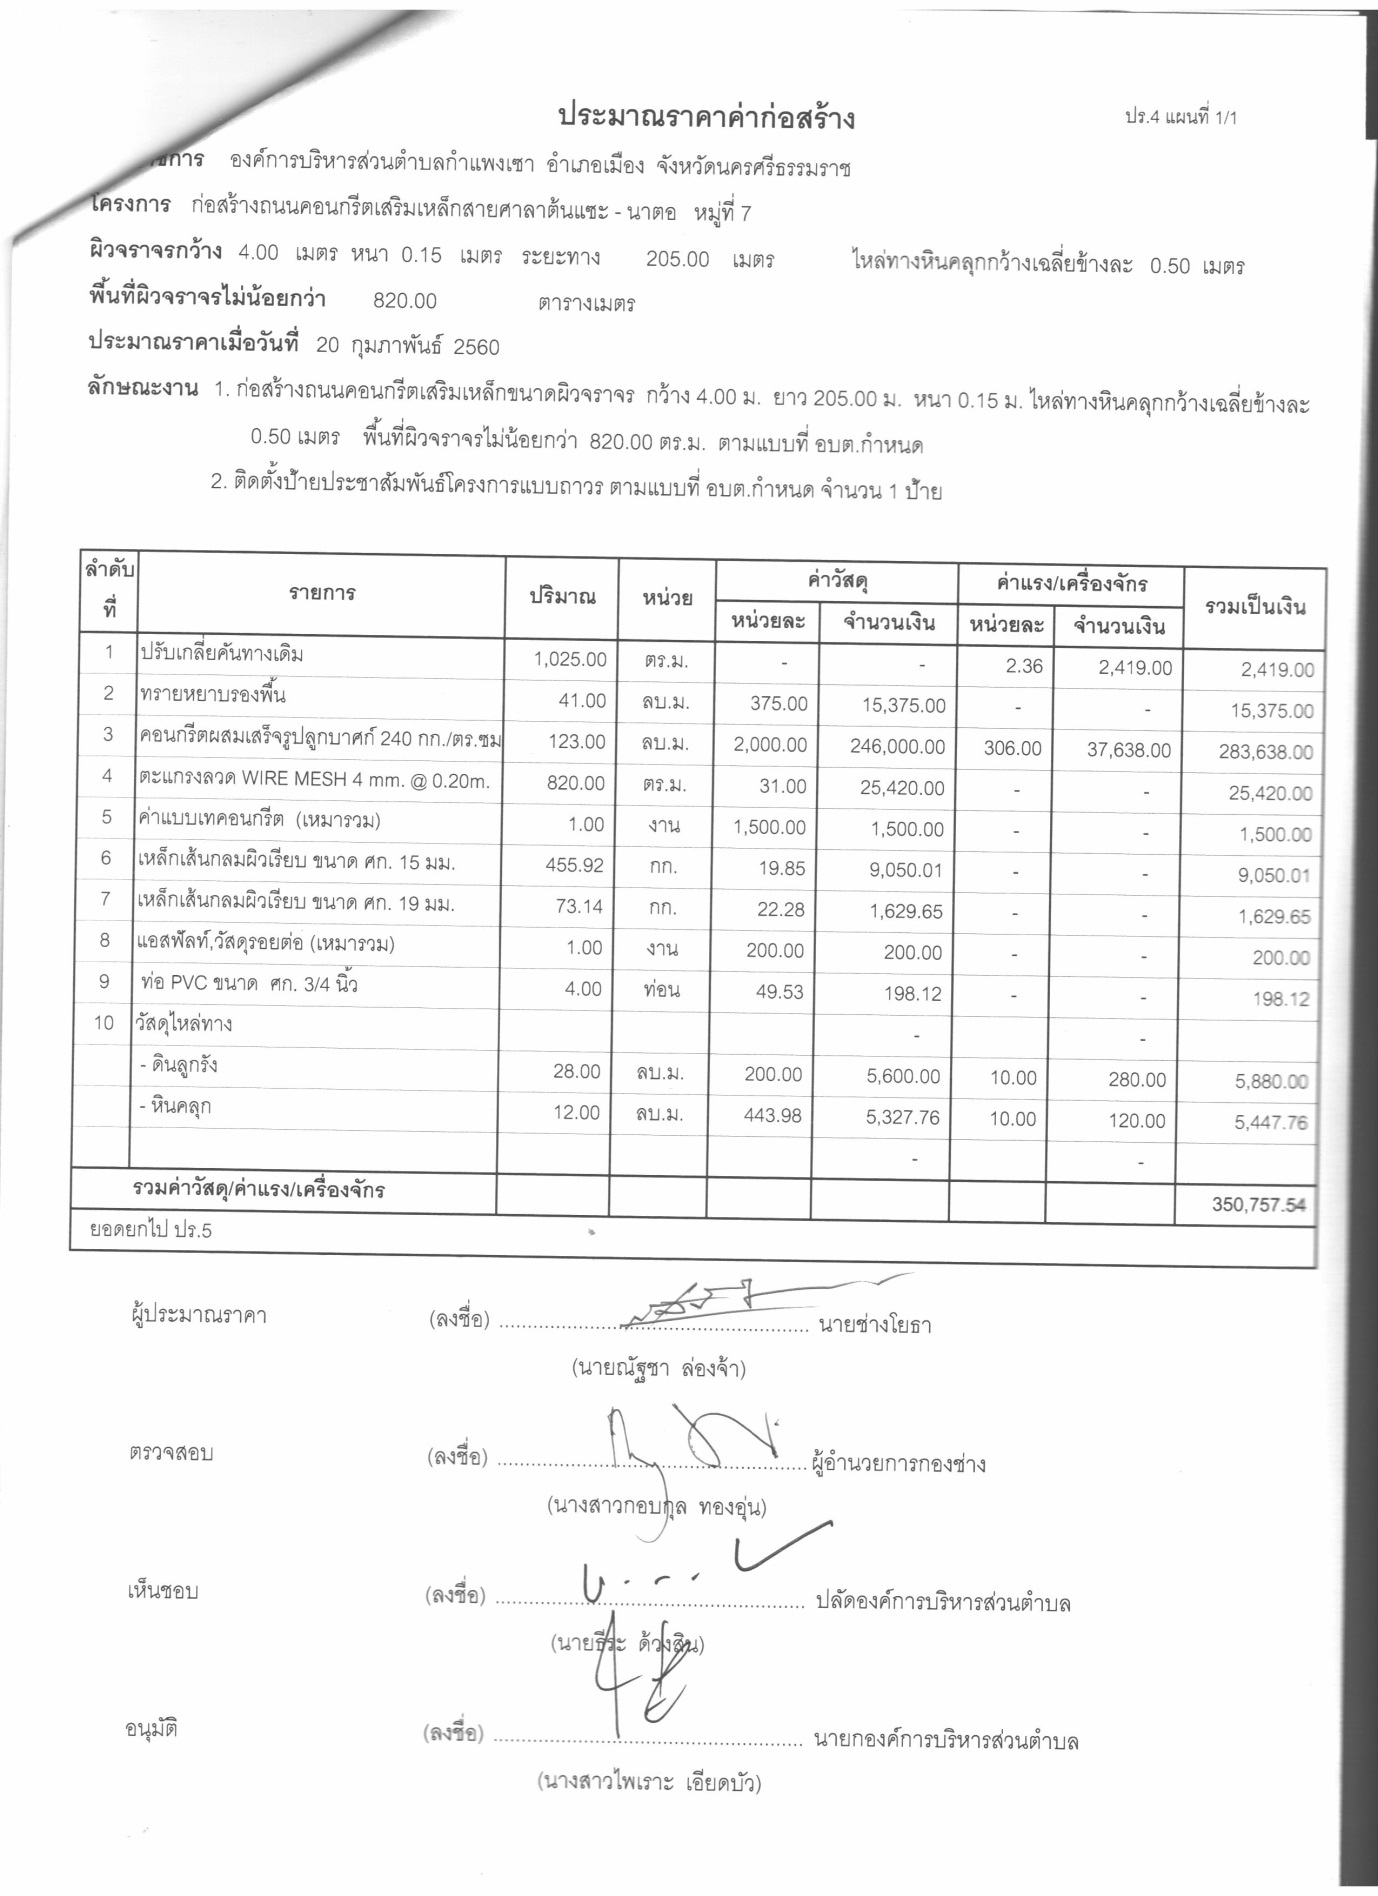 ประมาณราคาค่าก่อสร้าง
ปร.4 แผนที่ 1/1
องค์การบริหารส่วนตำบลกำแพงเซา อำเภอเมือง จังหวัดนครศรีธรรมราช
โครงการ ก่อสร้างถนนคอนกรีตเสริมเหล็กสายศาลาต้นแซะ - นาตอ หมู่ที่ 7
ผิวจราจรกว้าง 4.00 เมตร หนา 0.15 เมตร ระยะทาง 205.00 เมตร ไหล่ทางหินคลุกกว้างเฉลี่ยข้างละ 0.50 เมตร
พื้นที่ผิวจราจรไม่น้อยกว่า 820.00 ตารางเมตร
ประมาณราคาเมื่อวันที่ 20 กุมภาพันธ์ 2560
ลักษณะงาน 1. ก่อสร้างถนนคอนกรีตเสริมเหล็กขนาดผิวจราจร กว้าง 4.00 ม. ยาว 205.00 ม. หนา 0.15 ม. ไหล่ทางหินคลุกกว้างเฉลี่ยข้างละ
0.50 เมตร พื้นที่ผิวจราจรไม่น้อยกว่า 820.00 ตร.ม. ตามแบบที่ อบต.กำหนด
2. ติดตั้งป้ายประชาสัมพันธ์โครงการแบบถาวร ตามแบบที่ อบต.กำหนด จำนวน 1 ป้าย
ลำดับที่ รายการ ปริมาณ หน่วย ค่าวัสดุ ค่าแรง/เครื่องจักร รวมเป็นเงิน
หน่วยละ จำนวนเงิน หน่วยละ จำนวนเงิน
1 ปรับเกลี่ยคันทางเดิม 1,025.00 ตร.ม. - - 2.36 2,419.00 2,419.00
2 ทรายหยาบรองพื้น 41.00 ลบ.ม. 375.00 15,375.00 - - 15,375.00
3 คอนกรีตผสมเสร็จรูปลูกบาศก์ 240 กก./ตร.ซม 123.00 ลบ.ม. 2,000.00 246,000.00 306.00 37,638.00 283,638.00
4 ตะแกรงลวด WIRE MESH 4 mm. @ 0.20m. 820.00 ตร.ม. 31.00 25,420.00 - - 25,420.00
5 ค่าแบบเทคอนกรีต (เหมารวม) 1.00 งาน 1,500.00 1,500.00 - - 1,500.00
6 เหล็กเส้นกลมผิวเรียบ ขนาด ศก. 15 มม. 455.92 กก. 19.85 9,050.01 - - 9,050.01
7 เหล็กเส้นกลมผิวเรียบ ขนาด ศก. 19 มม. 73.14 กก. 22.28 1,629.65 - - 1,629.65
8 แอสฟัลท์,วัสดุรอยต่อ (เหมารวม) 1.00 งาน 200.00 200.00 - - 200.00
9 ท่อ PVC ขนาด ศก. 3/4 นิ้ว 4.00 ท่อน 49.53 198.12 - - 198.12
10 วัสดุไหล่ทาง - -
- ดินลูกรัง 28.00 ลบ.ม. 200.00 5,600.00 10.00 280.00 5,880.00
- หินคลุก 12.00 ลบ.ม. 443.98 5,327.76 10.00 120.00 5,447.76
- -
รวมค่าวัสดุ/ค่าแรง/เครื่องจักร 350,757.54
ยอดยกไป ปร.5
ผู้ประมาณราคา (ลงชื่อ) นายช่างโยธา
(นายณัฐชา ล่องจ้า)
ตรวจสอบ (ลงชื่อ) ผู้อำนวยการกองช่าง
(นางสาวกอบกุล ทองอุ่น)
เห็นชอบ (ลงชื่อ) ปลัดองค์การบริหารส่วนตำบล
(นายธีระ ด้วงสิน)
อนุมัติ (ลงชื่อ) นายกองค์การบริหารส่วนตำบล
(นางสาวไพเราะ เอียดบัว)